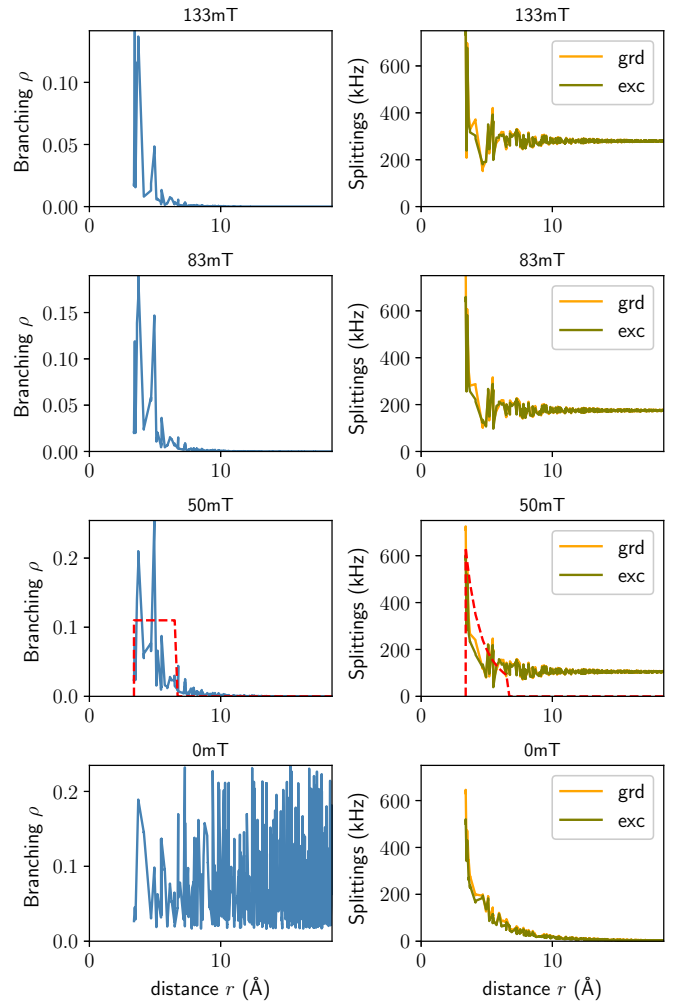 133mT
Branching ρ
0.10
0.05
0.00
0
10
133mT
Splittings (kHz)
600
400
200
0
0
10
grd
exc
83mT
Branching ρ
0.15
0.10
0.05
0.00
0
10
83mT
Splittings (kHz)
600
400
200
0
0
10
grd
exc
50mT
Branching ρ
0.2
0.1
0.0
0
10
50mT
Splittings (kHz)
600
400
200
0
0
10
grd
exc
0mT
Branching ρ
0.2
0.1
0.0
0
10
distance r (Å)
0mT
Splittings (kHz)
600
400
200
0
0
10
distance r (Å)
grd
exc